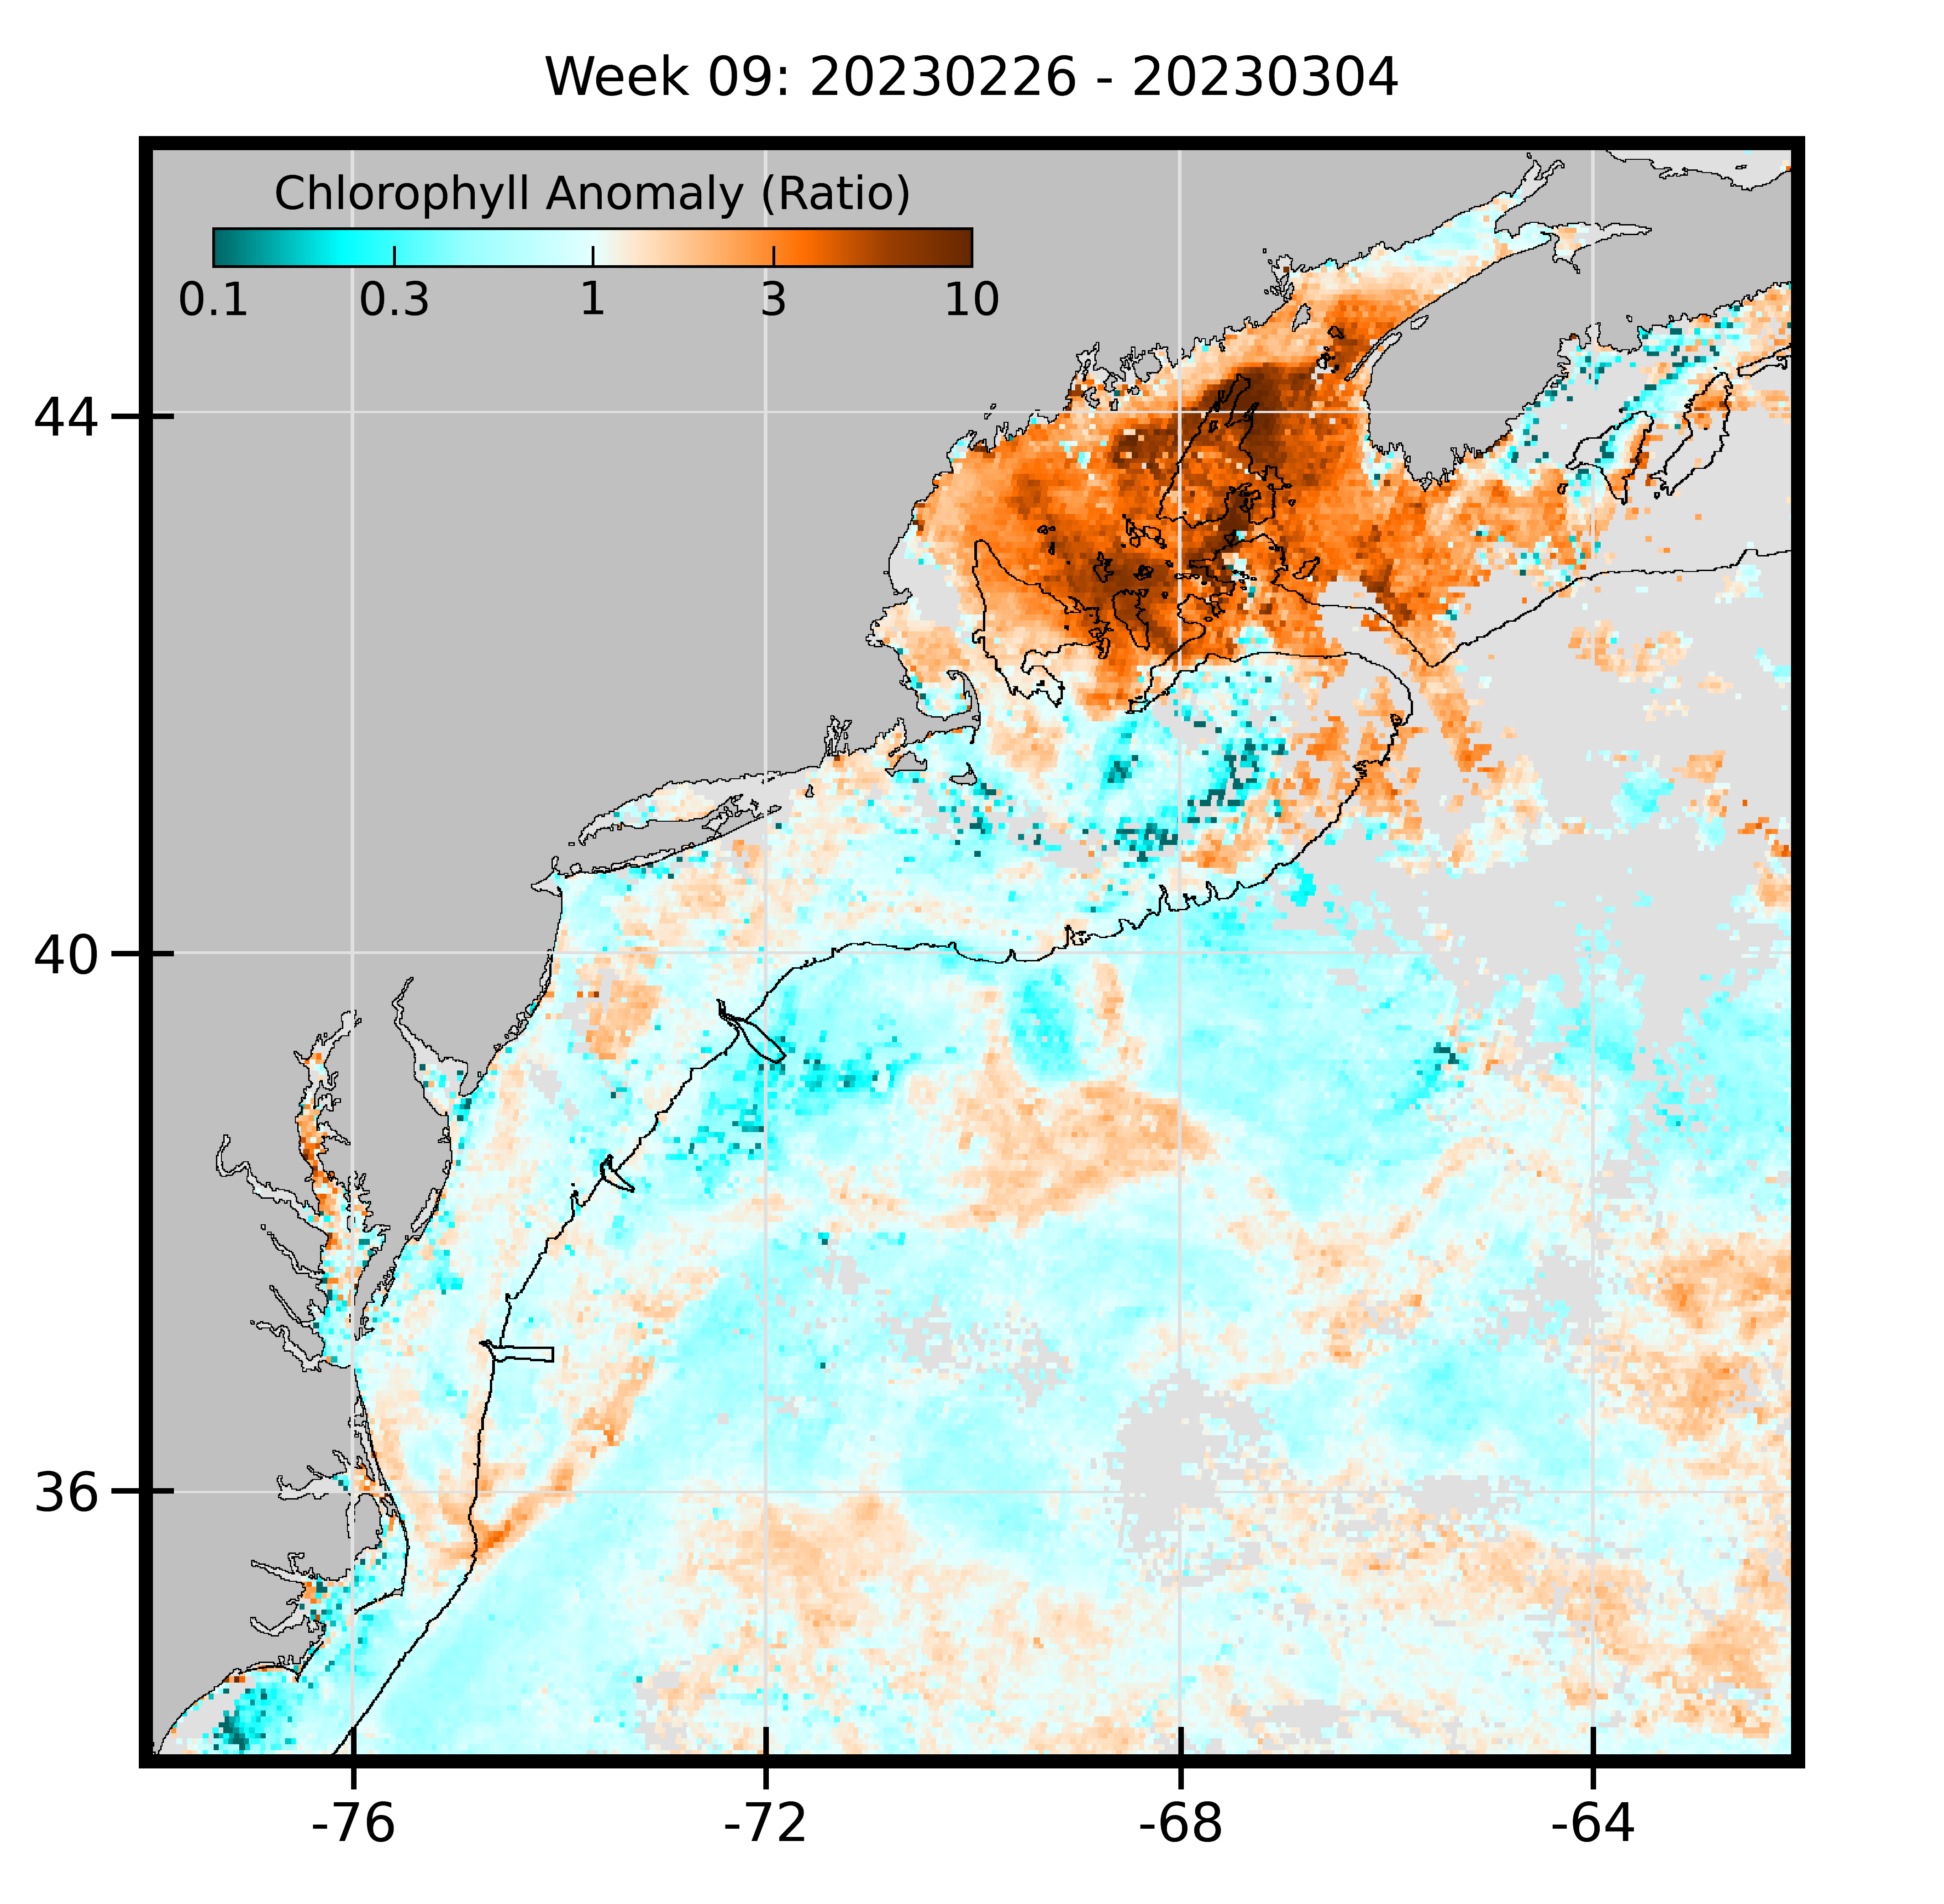 Week 09: 20230226 - 20230304
Chlorophyll Anomaly (Ratio)
0.1 0.3 1 3 10
44
40
36
-76 -72 -68 -64